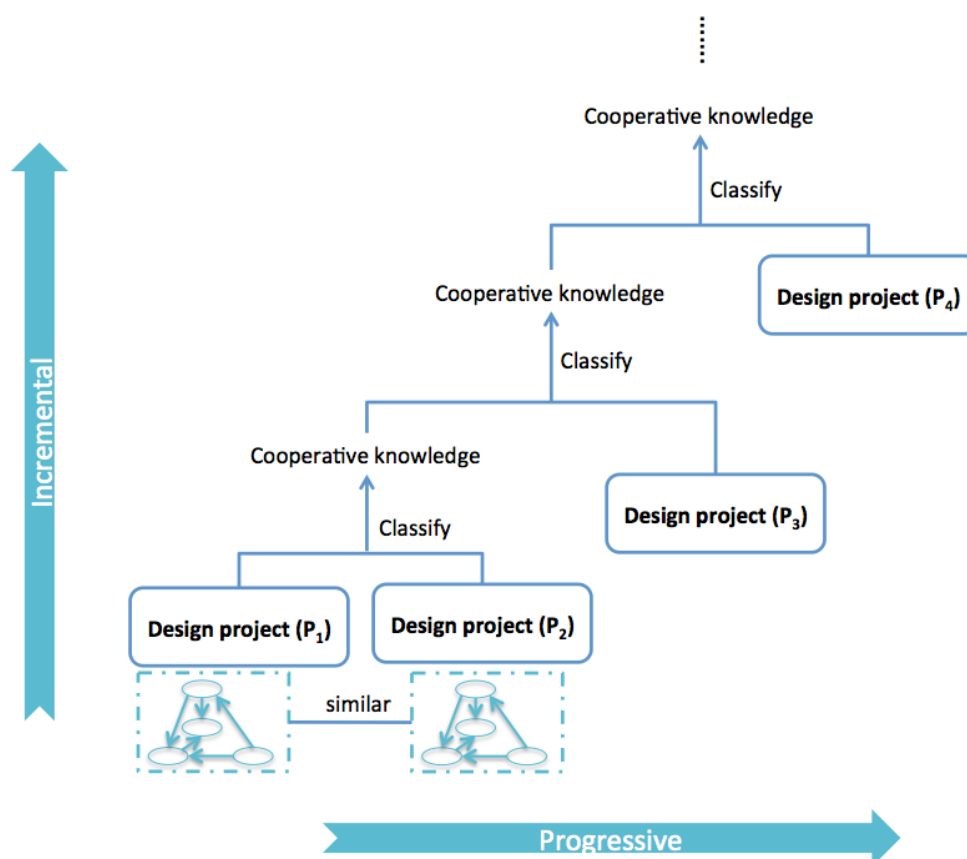 Cooperative knowledge
Classify
Cooperative knowledge
Design project (P₄)
Classify
Incremental
Cooperative knowledge
Design project (P₃)
Classify
Design project (P₁)
Design project (P₂)
similar
Progressive